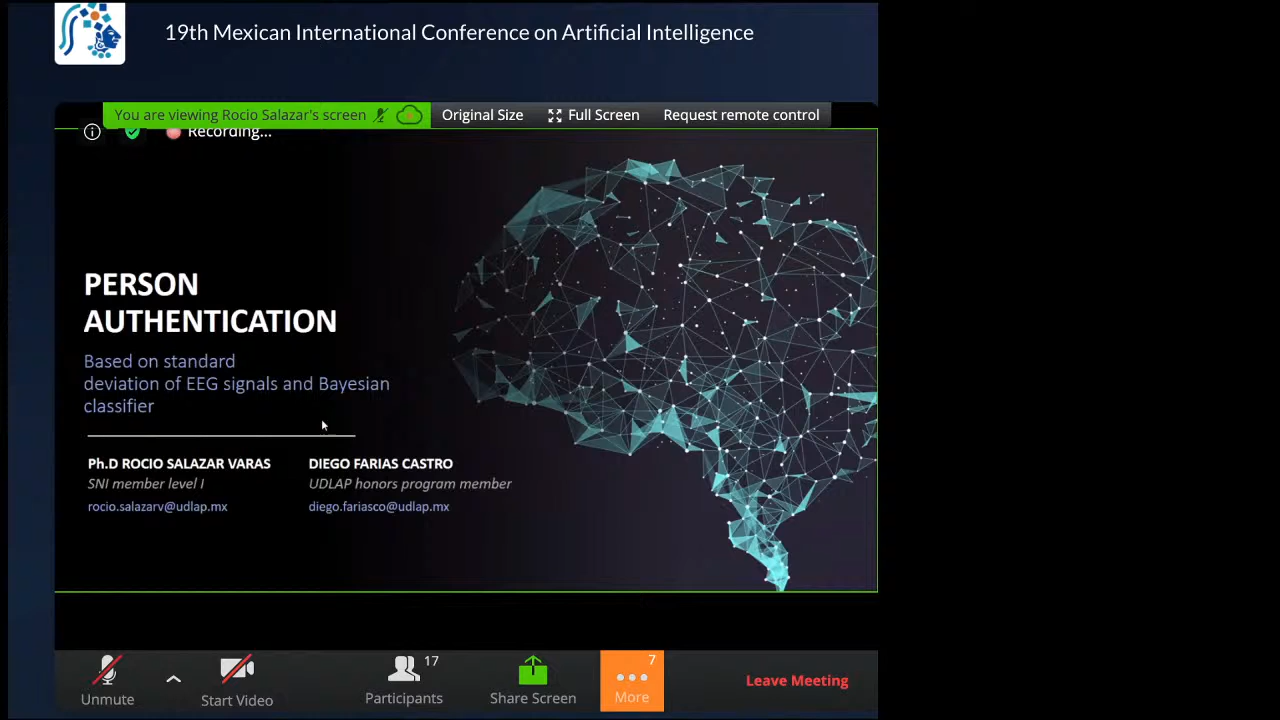 19th Mexican International Conference on Artificial Intelligence
You are viewing Rocio Salazar's screen
Original Size
Full Screen
Request remote control
Recording...
PERSON
AUTHENTICATION
Based on standard
deviation of EEG signals and Bayesian
classifier
Ph.D ROCIO SALAZAR VARAS
SNI member level I
rocio.salazarv@udlap.mx
DIEGO FARIAS CASTRO
UDLAP honors program member
diego.fariasco@udlap.mx
Unmute
Start Video
17
Participants
Share Screen
7
More
Leave Meeting